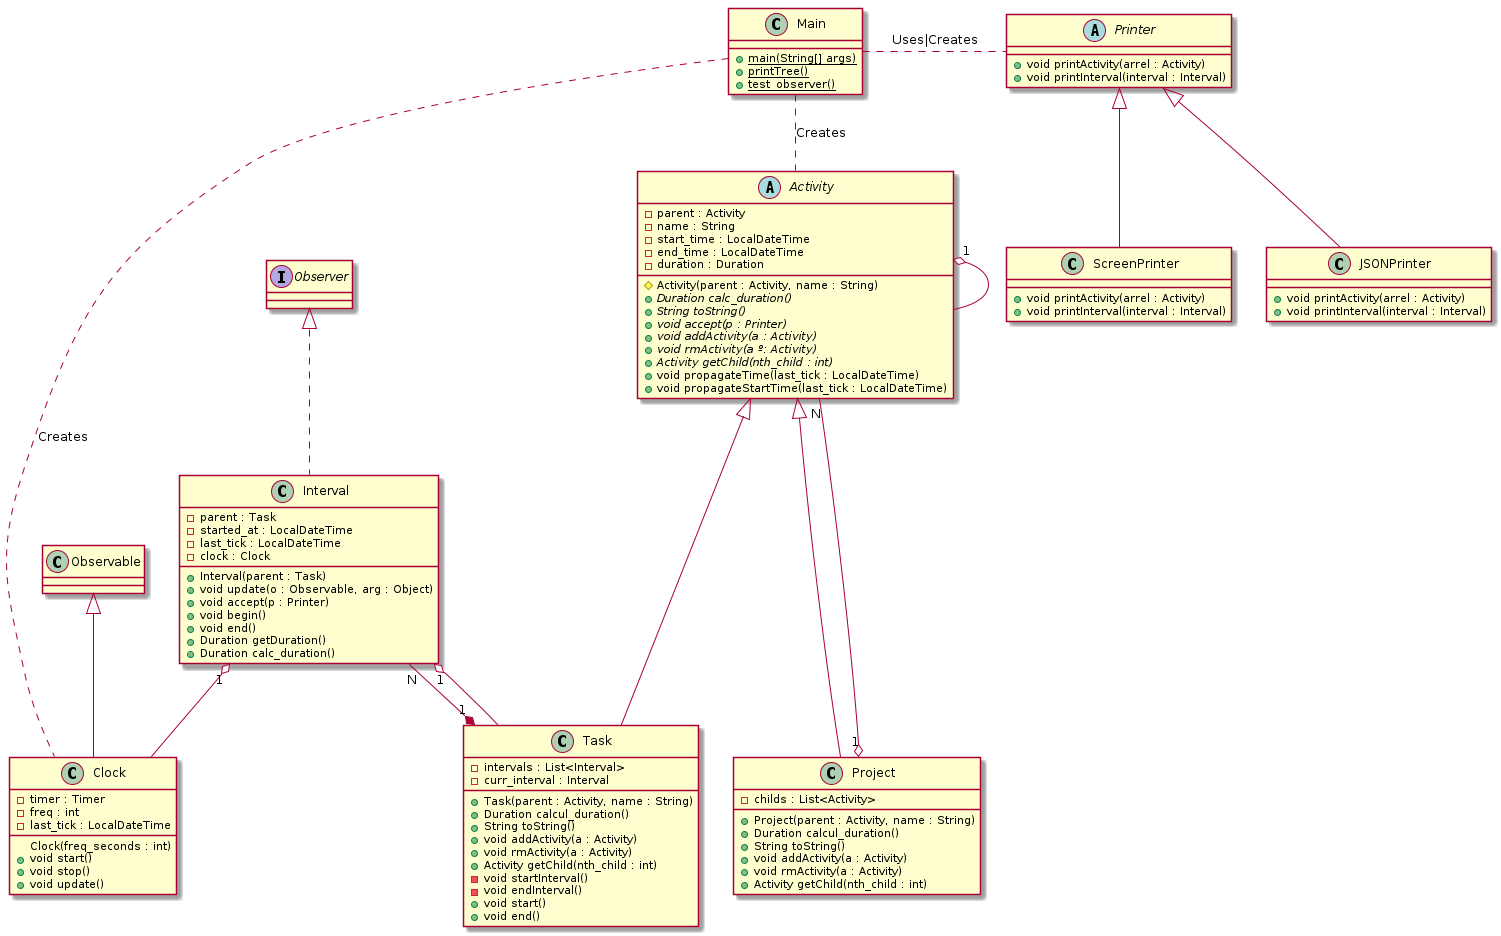 C Main
main(String[] args)
printTree()
test_observer()
Uses|Creates
A Printer
void printActivity(arrel : Activity)
void printInterval(interval : Interval)
Creates
A Activity
parent : Activity
name : String
start_time : LocalDateTime
end_time : LocalDateTime
duration : Duration
Activity(parent : Activity, name : String)
Duration calc_duration()
String toString()
void accept(p : Printer)
void addActivity(a : Activity)
void rmActivity(a º: Activity)
Activity getChild(nth_child : int)
void propagateTime(last_tick : LocalDateTime)
void propagateStartTime(last_tick : LocalDateTime)
1
N
C ScreenPrinter
void printActivity(arrel : Activity)
void printInterval(interval : Interval)
C JSONPrinter
void printActivity(arrel : Activity)
void printInterval(interval : Interval)
I Observer
Creates
C Interval
parent : Task
started_at : LocalDateTime
last_tick : LocalDateTime
clock : Clock
Interval(parent : Task)
void update(o : Observable, arg : Object)
void accept(p : Printer)
void begin()
void end()
Duration getDuration()
Duration calc_duration()
C Observable
1
N
1
1
1
C Clock
timer : Timer
freq : int
last_tick : LocalDateTime
Clock(freq_seconds : int)
void start()
void stop()
void update()
C Task
intervals : List<Interval>
curr_interval : Interval
Task(parent : Activity, name : String)
Duration calcul_duration()
String toString()
void addActivity(a : Activity)
void rmActivity(a : Activity)
Activity getChild(nth_child : int)
void startInterval()
void endInterval()
void start()
void end()
C Project
childs : List<Activity>
Project(parent : Activity, name : String)
Duration calcul_duration()
String toString()
void addActivity(a : Activity)
void rmActivity(a : Activity)
Activity getChild(nth_child : int)